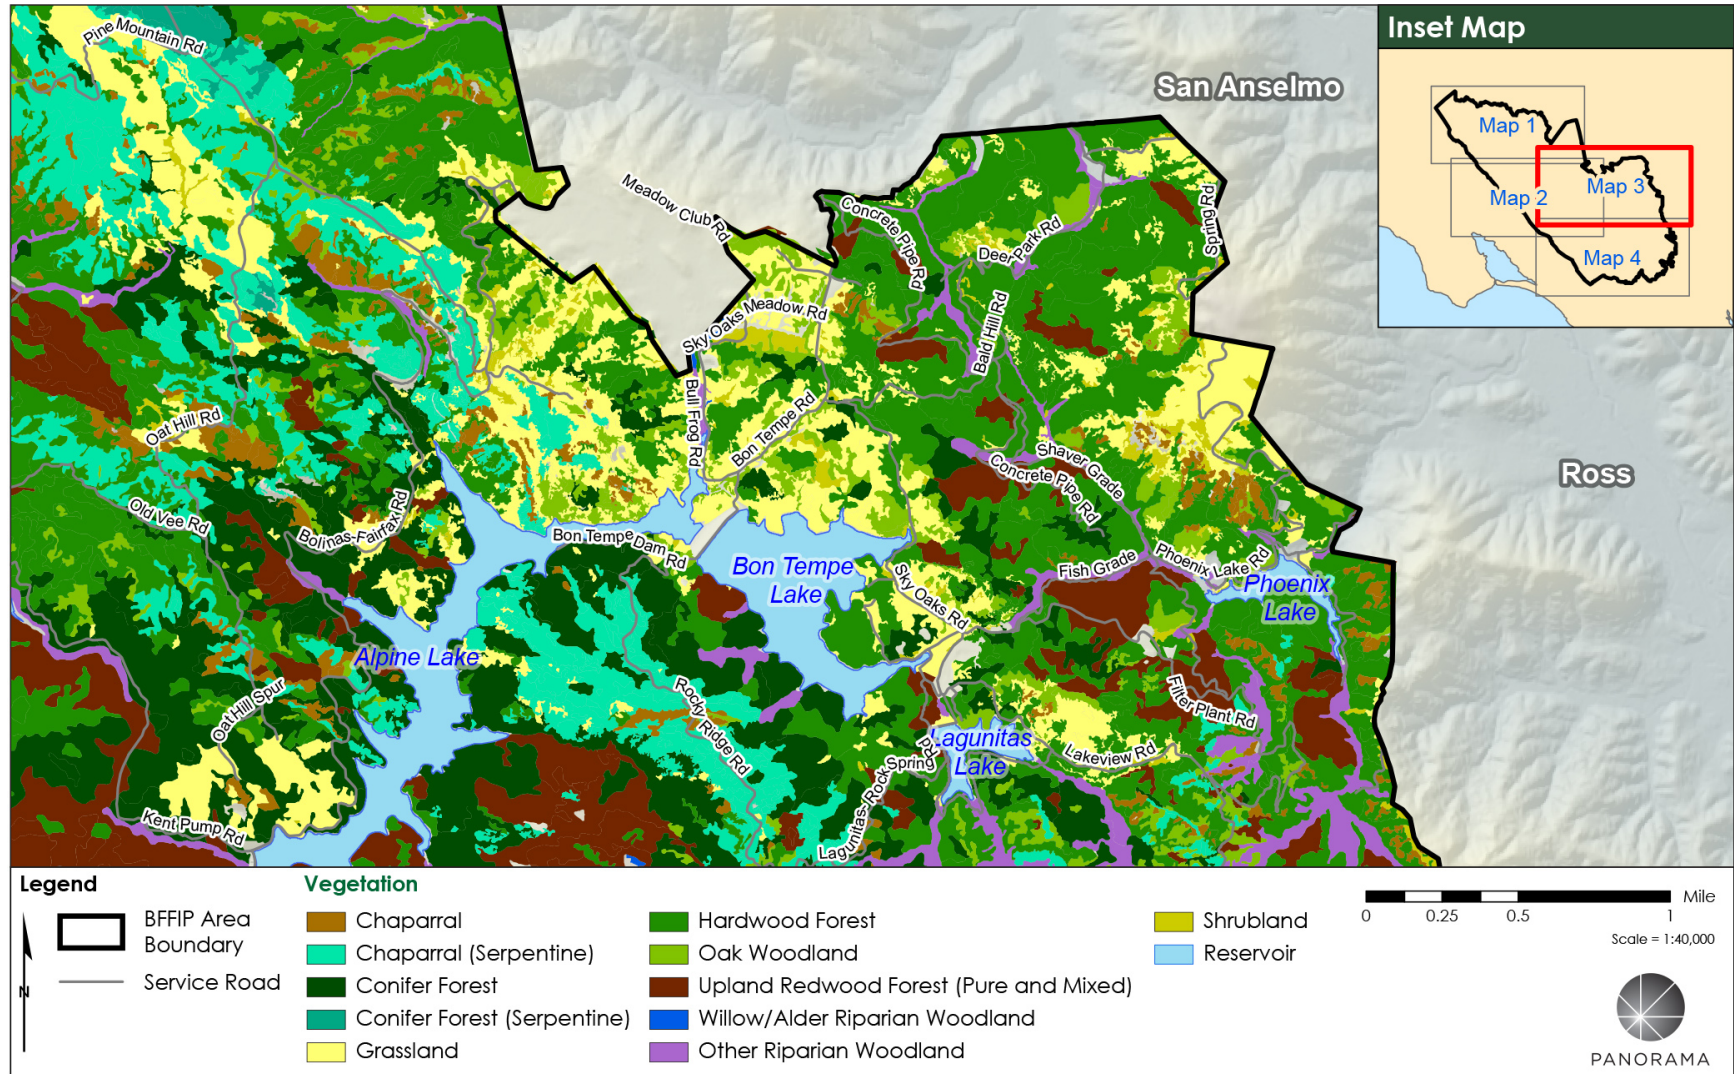 Pine Mountain Rd
San Anselmo
Inset Map
Map 1
Map 2
Map 3
Map 4
Meadow Club Rd
Concrete Pipe Rd
Deer Park Rd
Spring Rd
Sky Oaks Meadow Rd
Bald Hill Rd
Bull Frog Rd
Bon Tempe Rd
Oat Hill Rd
Shaver Grade
Concrete Pipe Rd
Ross
Old Vee Rd
Bolinas-Fairfax Rd
Bon Tempe Dam Rd
Bon Tempe
Lake
Sky Oaks Rd
Fish Grade
Phoenix Lake Rd
Phoenix
Lake
Alpine Lake
Oat Hill Spur
Rocky Ridge Rd
Filter Plant Rd
Lagunitas
Lake
Lakeview Rd
Lagunitas- Rock Spring Rd
Kent Pump Rd
Legend
BFFIP Area
Boundary
Service Road
N
Vegetation
Chaparral
Chaparral (Serpentine)
Conifer Forest
Conifer Forest (Serpentine)
Grassland
Hardwood Forest
Oak Woodland
Upland Redwood Forest (Pure and Mixed)
Willow/Alder Riparian Woodland
Other Riparian Woodland
Shrubland
Reservoir
Mile
0 0.25 0.5 1
Scale = 1:40,000
PANORAMA